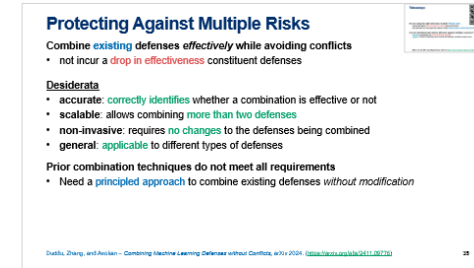 Protecting Against Multiple Risks
Combine existing defenses effectively while avoiding conflicts
• not incur a drop in effectiveness constituent defenses
Desiderata
• accurate: correctly identifies whether a combination is effective or not
• scalable: allows combining more than two defenses
• non-invasive: requires no changes to the defenses being combined
• general: applicable to different types of defenses
Prior combination techniques do not meet all requirements
• Need a principled approach to combine existing defenses without modification
Duddu, Zhang, and Asokan – Combining Machine Learning Defenses without Conflicts, arXiv 2024. (https://arxiv.org/abs/2411.09776)